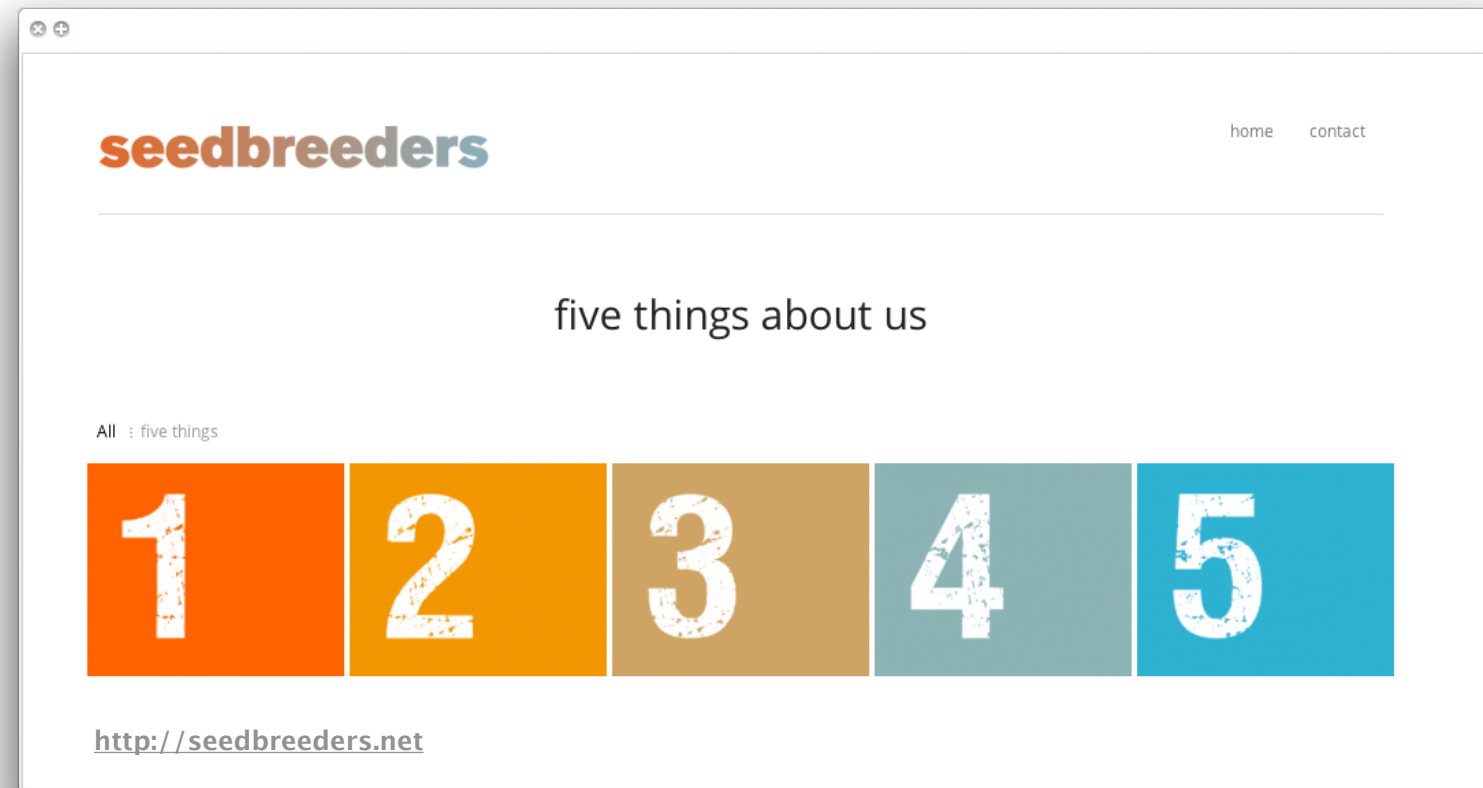 seedbreeders
home contact
five things about us
All ⋮ five things
1 2 3 4 5
http://seedbreeders.net